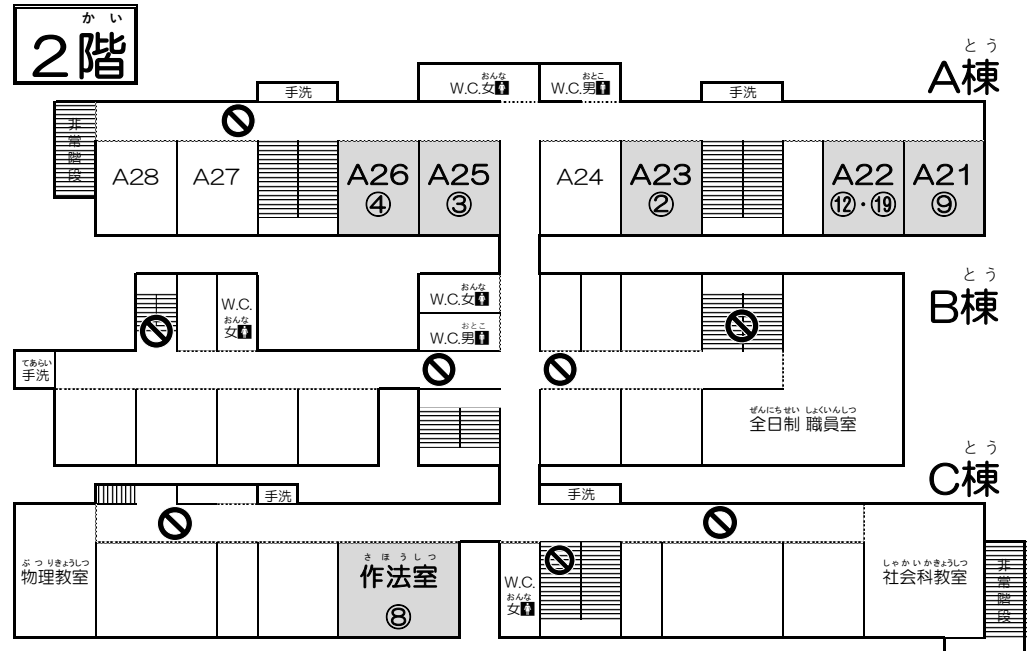 かい
2階
とう
A棟
おんな
W.C.女
おとこ
W.C.男
手洗
手洗
非常階段
A28
A27
A26
④
A25
③
A24
A23
②
A22
⑫・⑲
A21
⑨
とう
B棟
W.C.
おんな
女
おんな
W.C.女
おとこ
W.C.男
てあらい
手洗
ぜんにちせい しょくいんしつ
全日制 職員室
とう
C棟
手洗
手洗
ぶつりきょうしつ
物理教室
さほうしつ
作法室
⑧
W.C.
おんな
女
しゃかいかきょうしつ
社会科教室
非常階段